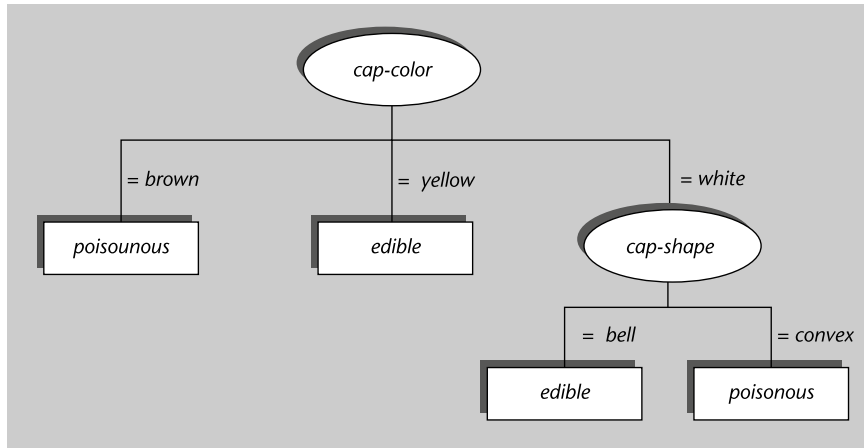 cap-color
= brown
= yellow
= white
poisounous
edible
cap-shape
= bell
= convex
edible
poisonous